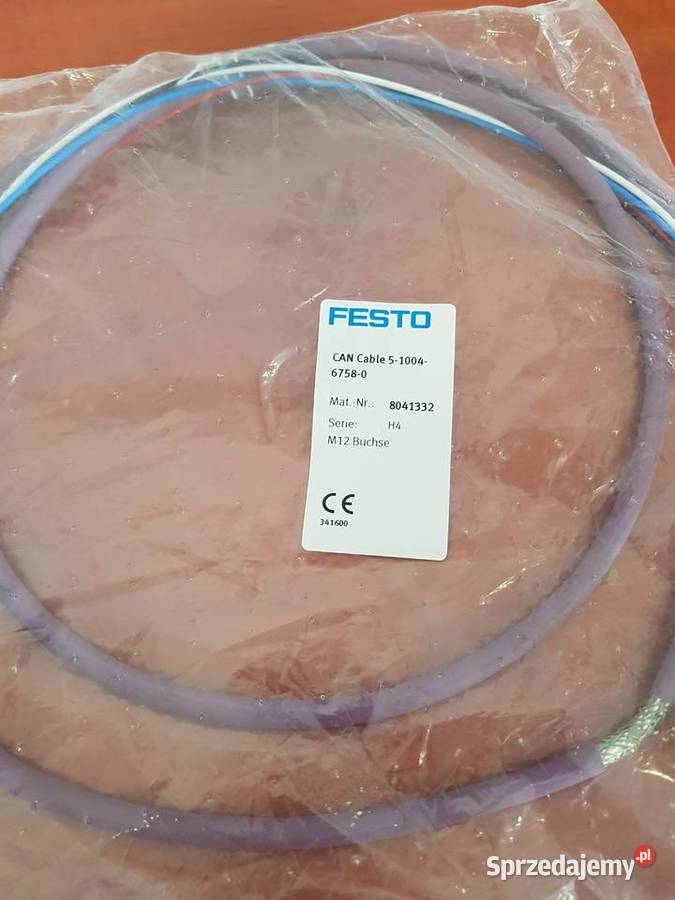 FESTO
CAN Cable 5-1004-
6758-0
Mat.-Nr.: 8041332
Serie: H4
M12 Buchse
CE
341600
Sprzedajemy.pl